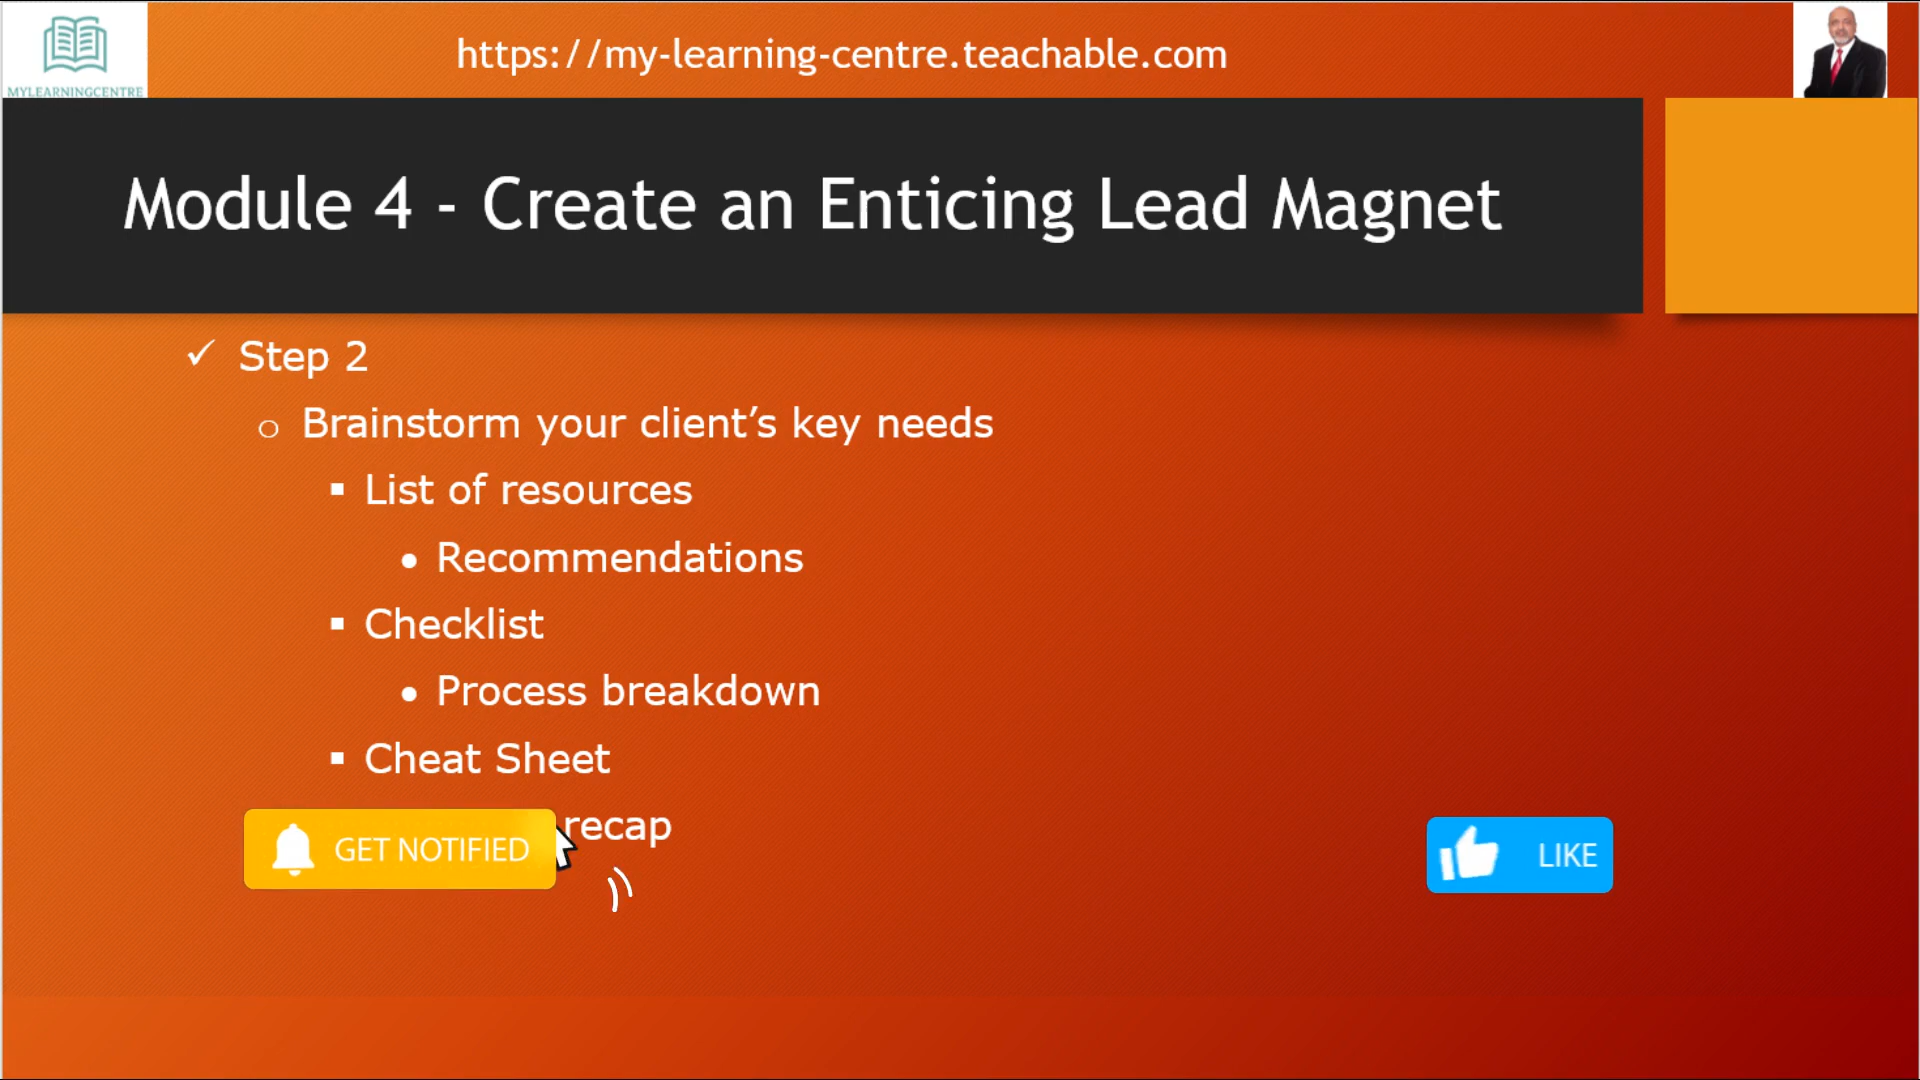 https://my-learning-centre.teachable.com
MYLEARNINGCENTRE
Module 4 - Create an Enticing Lead Magnet
Step 2
Brainstorm your client's key needs
List of resources
Recommendations
Checklist
Process breakdown
Cheat Sheet
recap
GET NOTIFIED
LIKE